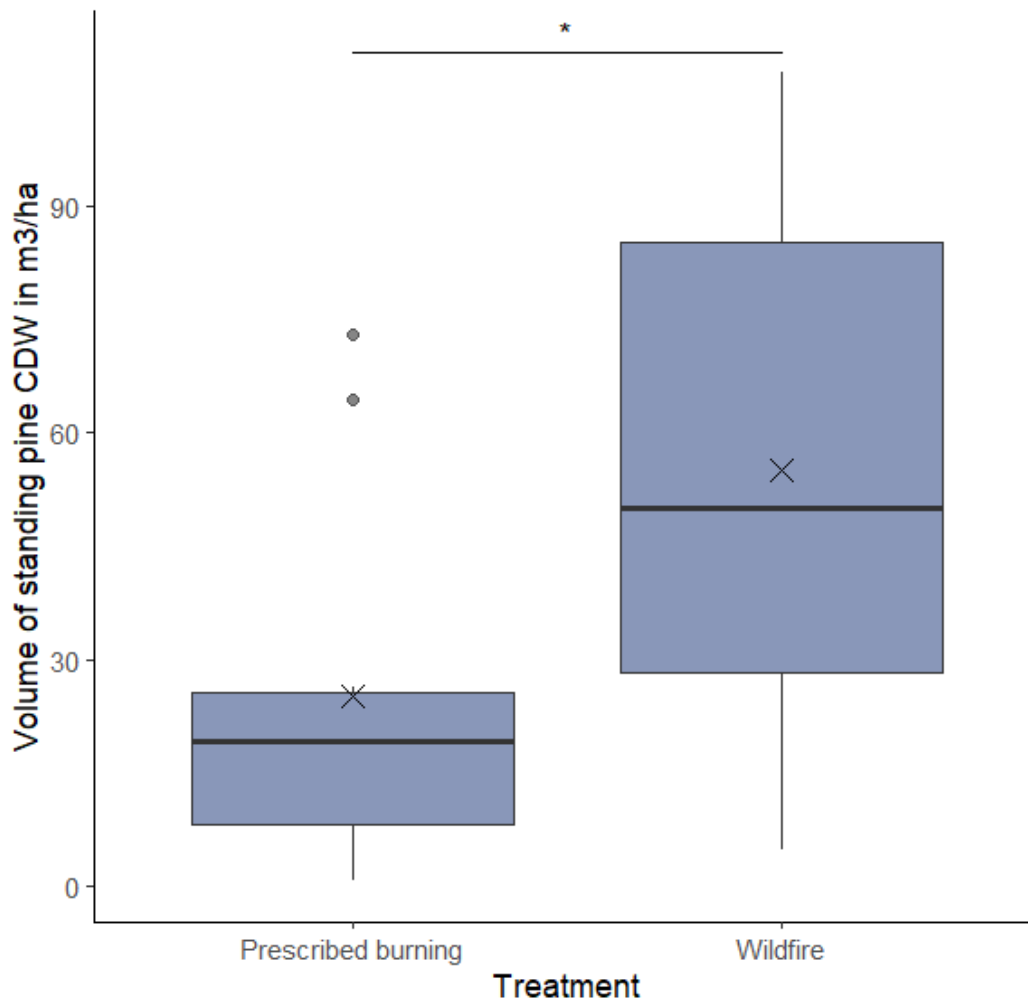 *
Volume of standing pine CDW in m3/ha
90
60
30
0
Prescribed burning
Wildfire
Treatment